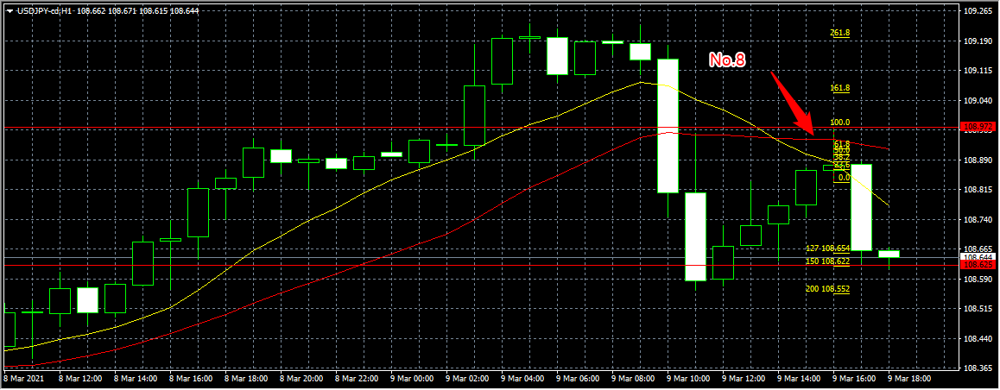 USDJPY-cd,H1 108.662 108.671 108.615 108.644
109.265
109.190
109.115
109.040
108.972
108.890
108.815
108.740
108.665
108.644
108.625
108.590
108.515
108.440
108.365
No.8
261.8
161.8
100.0
61.8
0.0
127 108.654
150 108.622
200 108.552
8 Mar 2021
8 Mar 12:00
8 Mar 14:00
8 Mar 16:00
8 Mar 18:00
8 Mar 20:00
8 Mar 22:00
9 Mar 00:00
9 Mar 02:00
9 Mar 04:00
9 Mar 06:00
9 Mar 08:00
9 Mar 10:00
9 Mar 12:00
9 Mar 14:00
9 Mar 16:00
9 Mar 18:00